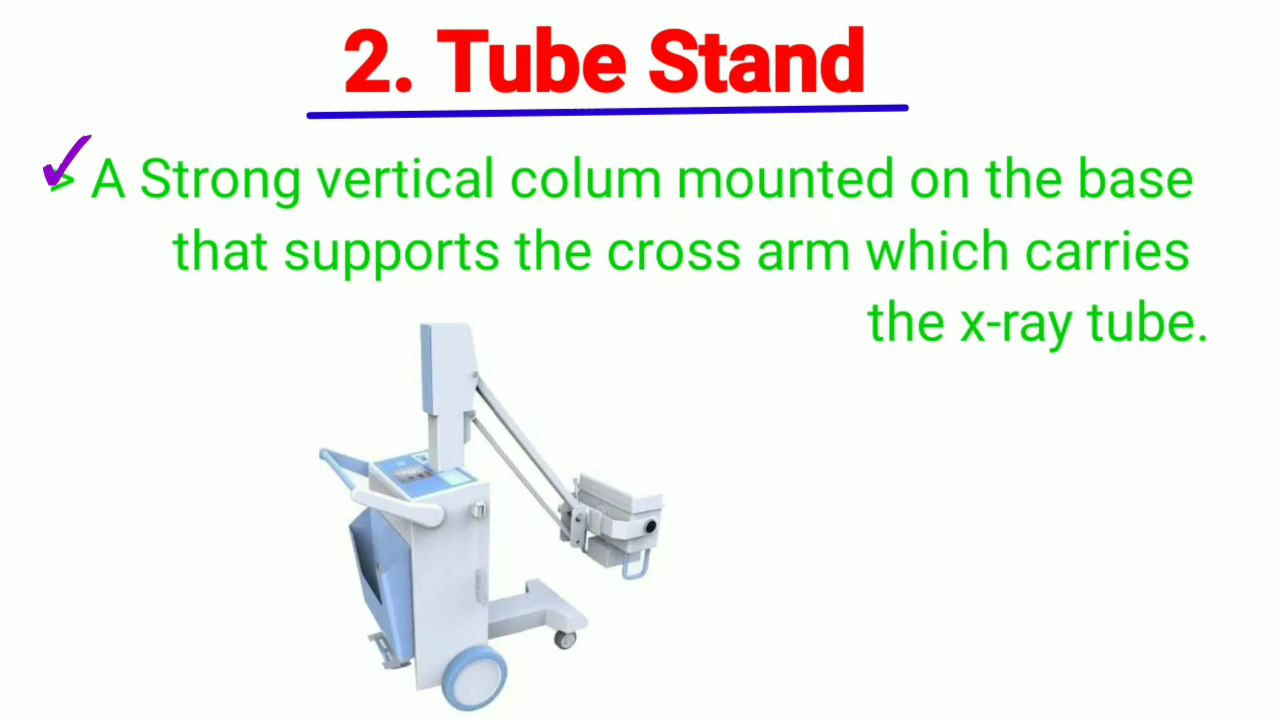 2. Tube Stand
> A Strong vertical colum mounted on the base
that supports the cross arm which carries
the x-ray tube.